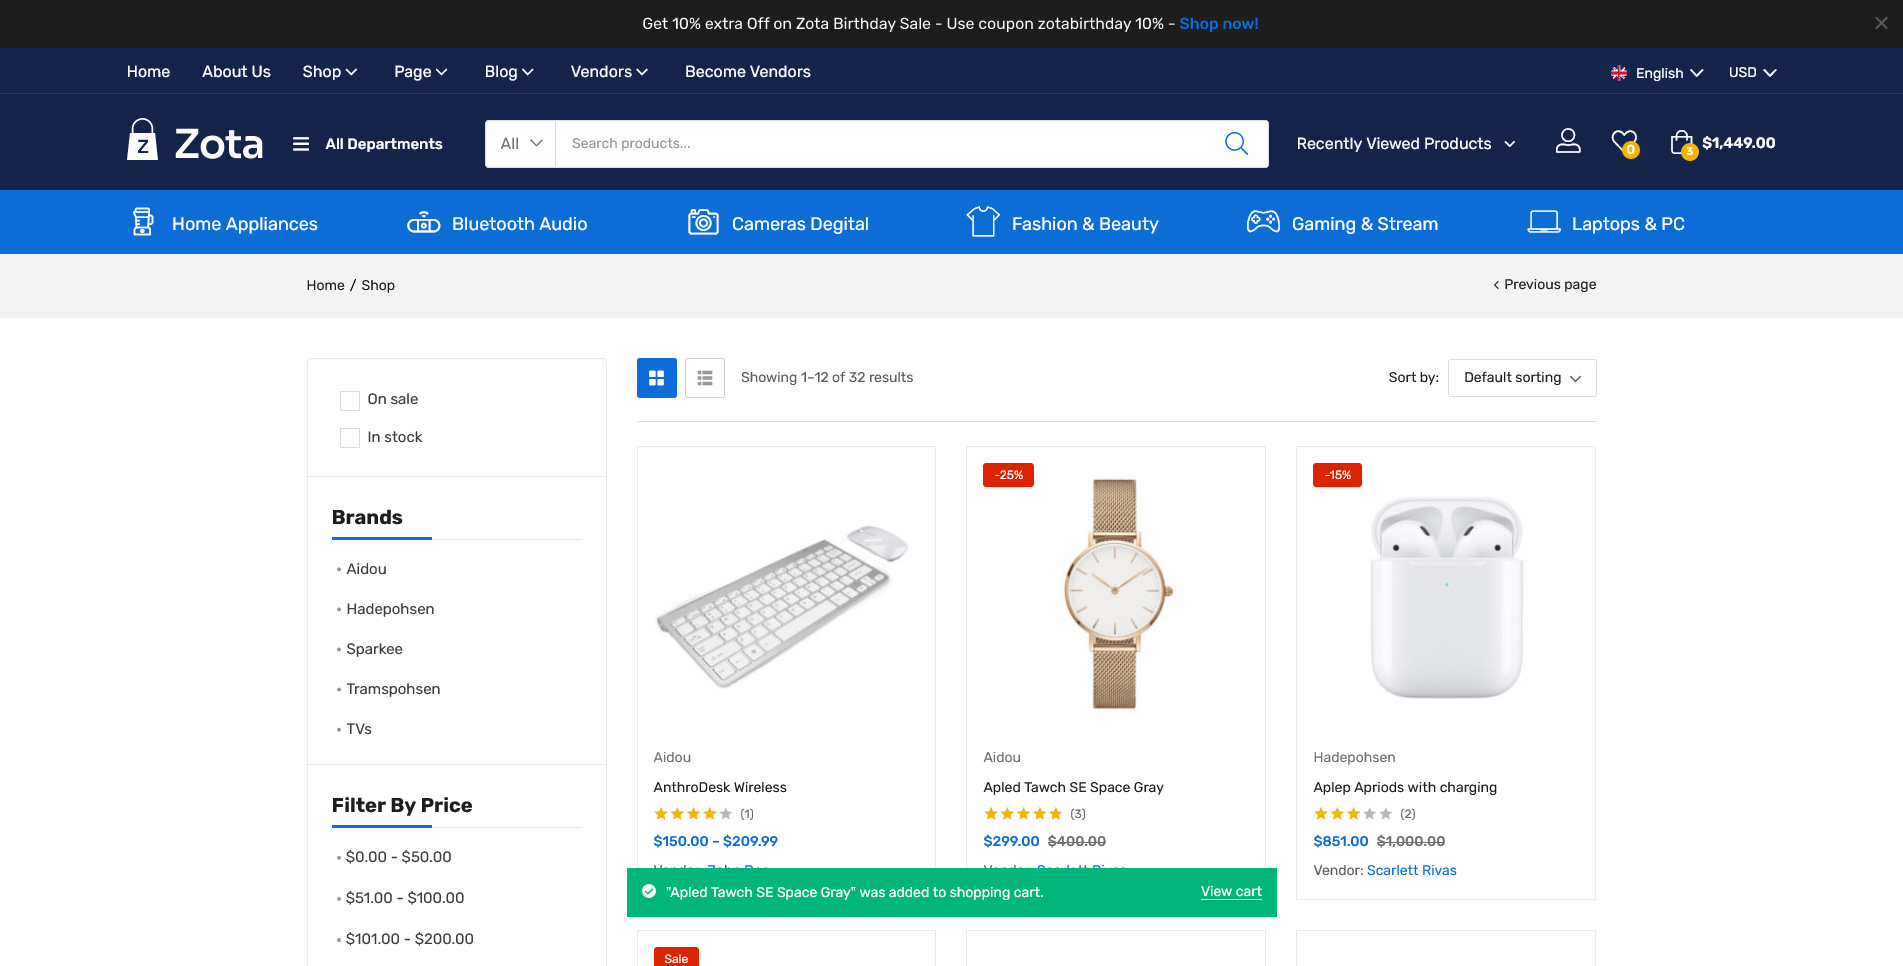 Get 10% extra Off on Zota Birthday Sale - Use coupon zotabirthday 10% - Shop now!
Home About Us Shop Page Blog Vendors Become Vendors English USD
Z Zota All Departments All Search products... Recently Viewed Products 0 3 $1,449.00
Home Appliances Bluetooth Audio Cameras Degital Fashion & Beauty Gaming & Stream Laptops & PC
Home / Shop Previous page
On sale
In stock
Brands
Aidou
Hadepohsen
Sparkee
Tramspohsen
TVs
Filter By Price
$0.00 - $50.00
$51.00 - $100.00
$101.00 - $200.00
Showing 1–12 of 32 results Sort by: Default sorting
Aidou
AnthroDesk Wireless
(1)
$150.00 – $209.99
-25%
Aidou
Apled Tawch SE Space Gray
(3)
$299.00 $400.00
-15%
Hadepohsen
Aplep Apriods with charging
(2)
$851.00 $1,000.00
Vendor: Scarlett Rivas
"Apled Tawch SE Space Gray" was added to shopping cart. View cart
Sale